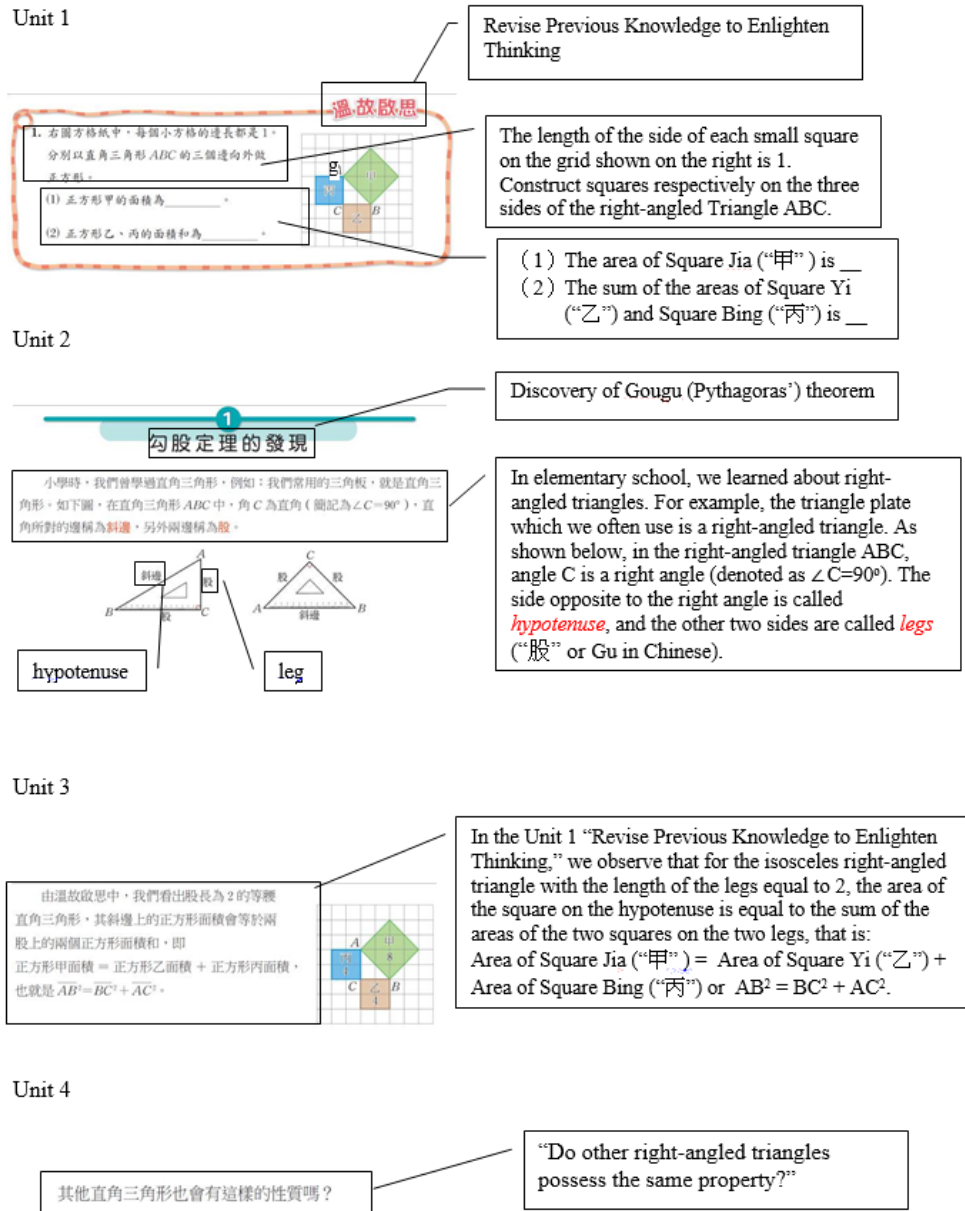 Unit 1
Revise Previous Knowledge to Enlighten
Thinking
溫故啟思
1. 右圖方格紙中，每個小方格的邊長都是 1。
分別以直角三角形 ABC 的三個邊向外做
正方形。
(1) 正方形甲的面積為________。
(2) 正方形乙、丙的面積和為________。
g
甲
丙
C
乙
B
The length of the side of each small square
on the grid shown on the right is 1.
Construct squares respectively on the three
sides of the right-angled Triangle ABC.
（1）The area of Square Jia (“甲” ) is __
（2）The sum of the areas of Square Yi
(“乙”) and Square Bing (“丙”) is __
Unit 2
Discovery of Gougu (Pythagoras’) theorem
1
勾股定理的發現
小學時，我們曾學過直角三角形，例如：我們常用的三角板，就是直角三
角形。如下圖，在直角三角形 ABC 中，角 C 為直角 ( 簡記為∠C=90° )，直
角所對的邊稱為斜邊，另外兩邊稱為股。
In elementary school, we learned about right-
angled triangles. For example, the triangle plate
which we often use is a right-angled triangle. As
shown below, in the right-angled triangle ABC,
angle C is a right angle (denoted as ∠C=90º). The
side opposite to the right angle is called
hypotenuse, and the other two sides are called legs
(“股” or Gu in Chinese).
A
斜邊
股
B
股
C
C
股
股
A
斜邊
B
hypotenuse
leg
Unit 3
In the Unit 1 “Revise Previous Knowledge to Enlighten
Thinking,” we observe that for the isosceles right-angled
triangle with the length of the legs equal to 2, the area of
the square on the hypotenuse is equal to the sum of the
areas of the two squares on the two legs, that is:
Area of Square Jia (“甲” ) = Area of Square Yi (“乙”) +
Area of Square Bing (“丙”) or AB² = BC² + AC².
由溫故啟思中，我們看出股長為 2 的等腰
直角三角形，其斜邊上的正方形面積會等於兩
股上的兩個正方形面積和，即
正方形甲面積 = 正方形乙面積 + 正方形丙面積，
也就是 A̅B̅²=B̅C̅²+A̅C̅²。
A
甲
8
丙
4
C
乙
4
B
Unit 4
“Do other right-angled triangles
possess the same property?”
其他直角三角形也會有這樣的性質嗎？